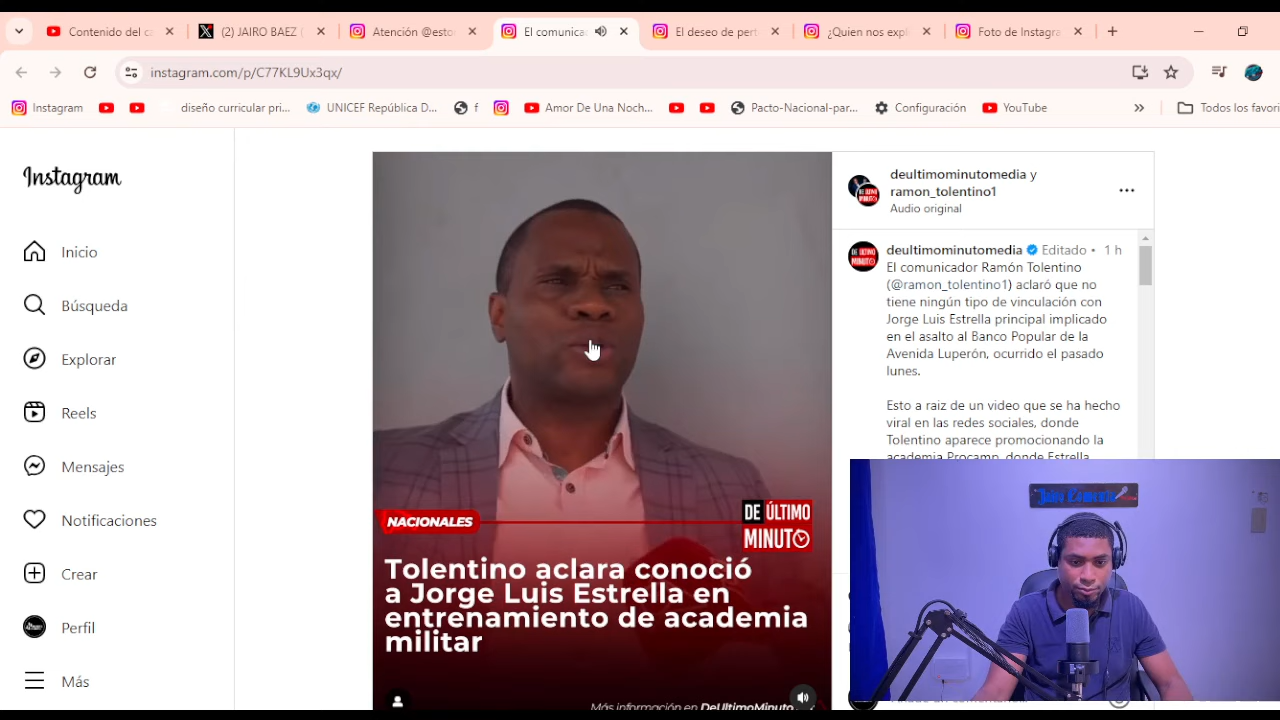 Contenido del c
(2) JAIRO BAEZ (
Atención @esto
El comunica
El deseo de pert
¿Quien nos expl
Foto de Instagra
instagram.com/p/C77KL9Ux3qx/
Instagram
diseño curricular pri...
UNICEF República D...
f
Amor De Una Noch...
Pacto-Nacional-par...
Configuración
YouTube
»
Todos los favori
Instagram
Inicio
Búsqueda
Explorar
Reels
Mensajes
Notificaciones
Crear
Perfil
Más
NACIONALES
DE ÚLTIMO
MINUTO
Tolentino aclara conoció
a Jorge Luis Estrella en
entrenamiento de academia
militar
Más información en DeUltimoMinuto
deultimominutomedia y
ramon_tolentino1
Audio original
deultimominutomedia Editado • 1 h
El comunicador Ramón Tolentino
(@ramon_tolentino1) aclaró que no
tiene ningún tipo de vinculación con
Jorge Luis Estrella principal implicado
en el asalto al Banco Popular de la
Avenida Luperón, ocurrido el pasado
lunes.
Esto a raiz de un video que se ha hecho
viral en las redes sociales, donde
Tolentino aparece promocionando la
academia Procamp, donde Estrella